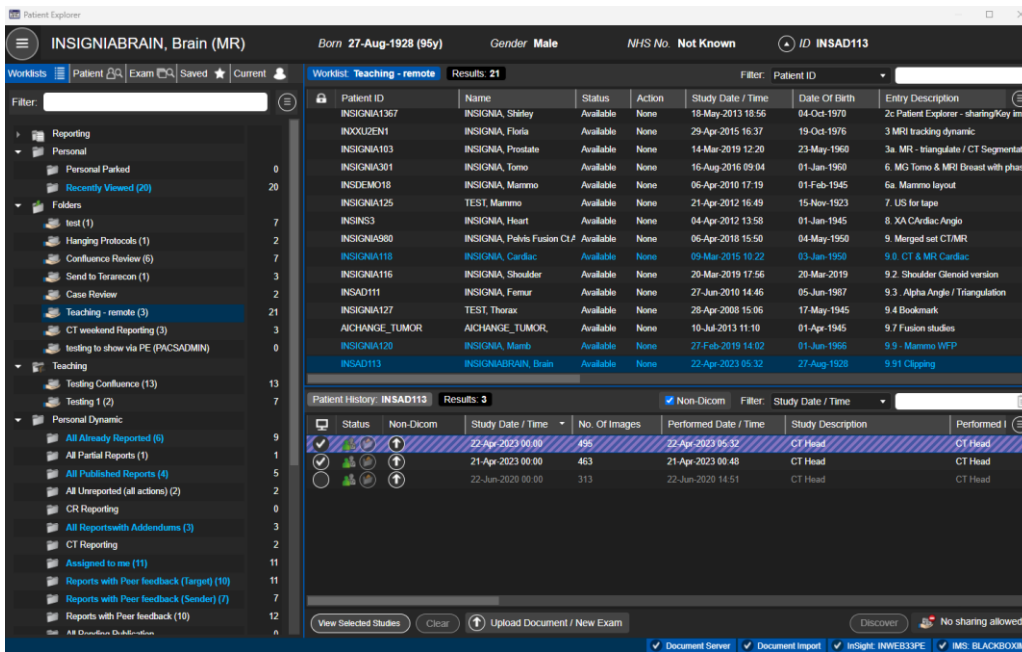 Patient Explorer
INSIGNIABRAIN, Brain (MR) Born 27-Aug-1928 (95y) Gender Male NHS No. Not Known ID INSAD113
Worklists Patient Exam Saved Current
Filter:
Reporting
Personal
Personal Parked 0
Recently Viewed (20) 20
Folders
test (1) 7
Hanging Protocols (1) 2
Confluence Review (6) 7
Send to Terarecon (1) 3
Case Review 2
Teaching - remote (3) 21
CT weekend Reporting (3) 3
testing to show via PE (PACSADMIN) 0
Teaching
Testing Confluence (13) 13
Testing 1 (2) 7
Personal Dynamic
All Already Reported (6) 9
All Partial Reports (1) 1
All Published Reports (4) 5
All Unreported (all actions) (2) 2
CR Reporting 0
All Reportswith Addendums (3) 3
CT Reporting 2
Assigned to me (11) 11
Reports with Peer feedback (Target) (10) 11
Reports with Peer feedback (Sender) (7) 7
Reports with Peer feedback (10) 12
All Pending Publication 0
Worklist: Teaching - remote Results: 21 Filter: Patient ID
Patient ID Name Status Action Study Date / Time Date Of Birth Entry Description
INSIGNIA1367 INSIGNIA, Shirley Available None 18-May-2013 18:56 04-Oct-1970 2c Patient Explorer - sharing/Key im
INXXU2EN1 INSIGNIA, Floria Available None 29-Apr-2015 16:37 19-Oct-1976 3 MRI tracking dynamic
INSIGNIA103 INSIGNIA, Prostate Available None 14-Mar-2019 12:20 23-May-1960 3a. MR - triangulate / CT Segmentat
INSIGNIA301 INSIGNIA, Tomo Available None 16-Aug-2016 09:04 01-Jan-1960 6. MG Tomo & MRI Breast with phas
INSDEMO18 INSIGNIA, Mammo Available None 06-Apr-2010 17:19 01-Feb-1945 6a. Mammo layout
INSIGNIA125 TEST, Mammo Available None 21-Apr-2012 16:49 15-Nov-1923 7. US for tape
INSINS3 INSIGNIA, Heart Available None 04-Apr-2012 13:58 01-Jan-1945 8. XA CArdiac Angio
INSIGNIA980 INSIGNIA, Pelvis Fusion Ct Available None 06-Apr-2018 15:50 04-May-1950 9. Merged set CT/MR
INSIGNIA118 INSIGNIA, Cardiac Available None 09-Mar-2015 10:22 03-Jan-1950 9.0. CT & MR Cardiac
INSIGNIA116 INSIGNIA, Shoulder Available None 20-Mar-2019 17:56 20-Mar-2019 9.2. Shoulder Glenoid version
INSAD111 INSIGNIA, Femur Available None 27-Jun-2010 14:46 05-Jun-1987 9.3 . Alpha Angle / Triangulation
INSIGNIA127 TEST, Thorax Available None 28-Apr-2008 15:06 17-May-1945 9.4 Bookmark
AICHANGE_TUMOR AICHANGE_TUMOR, Available None 10-Jul-2013 11:10 01-Apr-1945 9.7 Fusion studies
INSIGNIA120 INSIGNIA, Mamb Available None 27-Feb-2019 14:02 01-Jun-1966 9.9 - Mammo WFP
INSAD113 INSIGNIABRAIN, Brain Available None 22-Apr-2023 05:32 27-Aug-1928 9.91 Clipping
Patient History: INSAD113 Results: 3 Non-Dicom Filter: Study Date / Time
Status Non-Dicom Study Date / Time No. Of Images Performed Date / Time Study Description Performed
22-Apr-2023 00:00 495 22-Apr-2023 05:32 CT Head CT Head
21-Apr-2023 00:00 463 21-Apr-2023 00:48 CT Head CT Head
22-Jun-2020 00:00 313 22-Jun-2020 14:51 CT Head CT Head
View Selected Studies Clear Upload Document / New Exam Discover No sharing allowed
Document Server Document Import InSight: INWEB33PE IMS: BLACKBOXIM